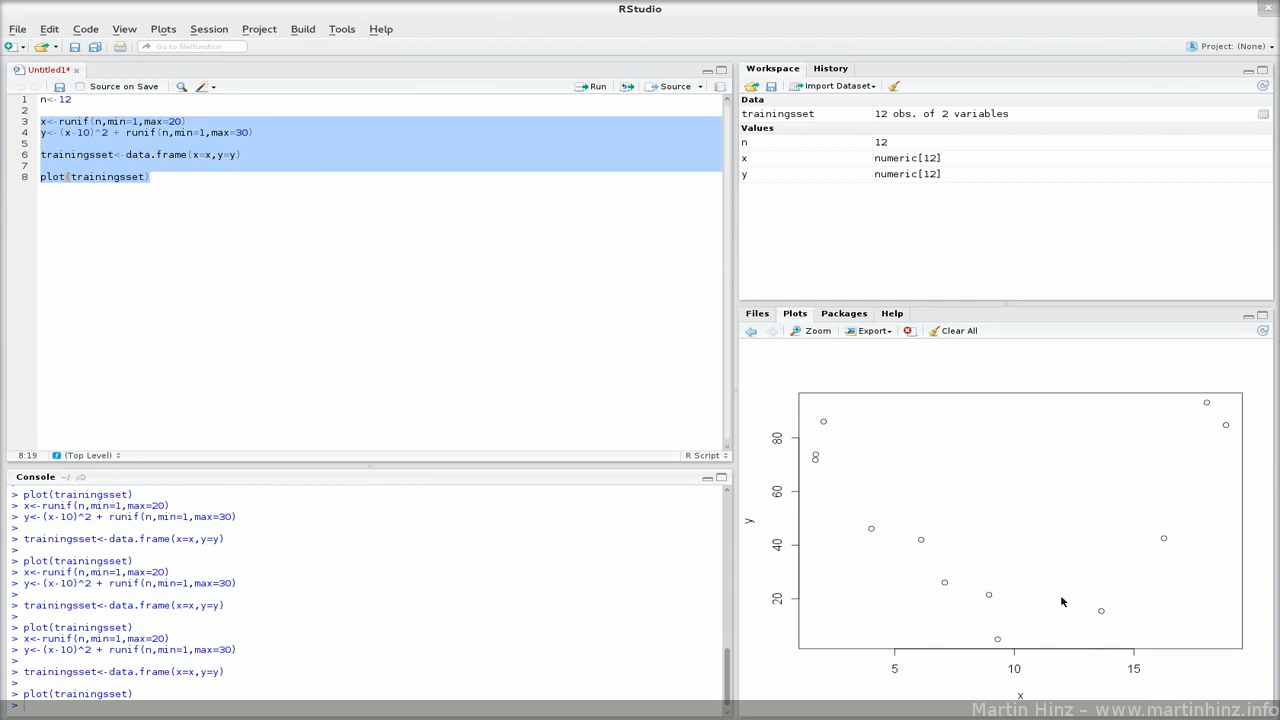 RStudio
File Edit Code View Plots Session Project Build Tools Help
Go to file/function
Project: (None)
Untitled1*
Source on Save
Run
Source
1 n<-12
2
3 x<-runif(n,min=1,max=20)
4 y<-(x-10)^2 + runif(n,min=1,max=30)
5
6 trainingsset<-data.frame(x=x,y=y)
7
8 plot(trainingsset)
8:19 (Top Level) R Script
Console ~/
> plot(trainingsset)
> x<-runif(n,min=1,max=20)
> y<-(x-10)^2 + runif(n,min=1,max=30)
>
> trainingsset<-data.frame(x=x,y=y)
>
> plot(trainingsset)
> x<-runif(n,min=1,max=20)
> y<-(x-10)^2 + runif(n,min=1,max=30)
>
> trainingsset<-data.frame(x=x,y=y)
>
> plot(trainingsset)
> x<-runif(n,min=1,max=20)
> y<-(x-10)^2 + runif(n,min=1,max=30)
>
> trainingsset<-data.frame(x=x,y=y)
>
> plot(trainingsset)
>
Workspace History
Import Dataset
Data
trainingsset 12 obs. of 2 variables
Values
n 12
x numeric[12]
y numeric[12]
Files Plots Packages Help
Zoom Export Clear All
80
60
y
40
20
5 10 15
x
Martin Hinz - www.martinhinz.info